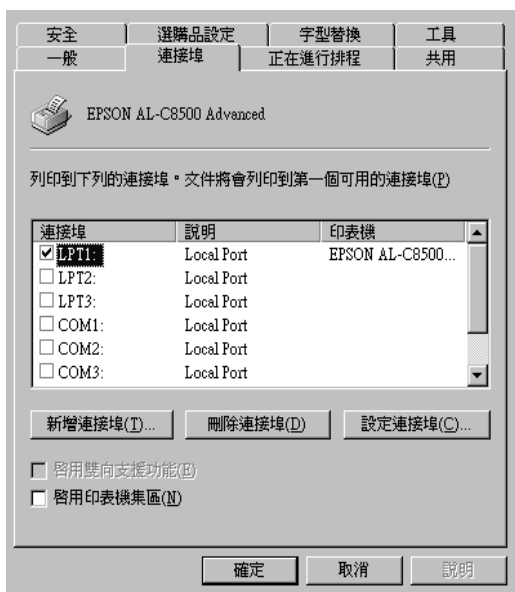 安全 選購品設定 字型替換 工具
一般 連接埠 正在進行排程 共用
EPSON AL-C8500 Advanced
列印到下列的連接埠。文件將會列印到第一個可用的連接埠(P)
連接埠 說明 印表機
LPT1: Local Port EPSON AL-C8500...
LPT2: Local Port
LPT3: Local Port
COM1: Local Port
COM2: Local Port
COM3: Local Port
新增連接埠(T)... 刪除連接埠(D) 設定連接埠(C)...
啓用雙向支援功能(E)
啓用印表機集區(N)
確定 取消 說明